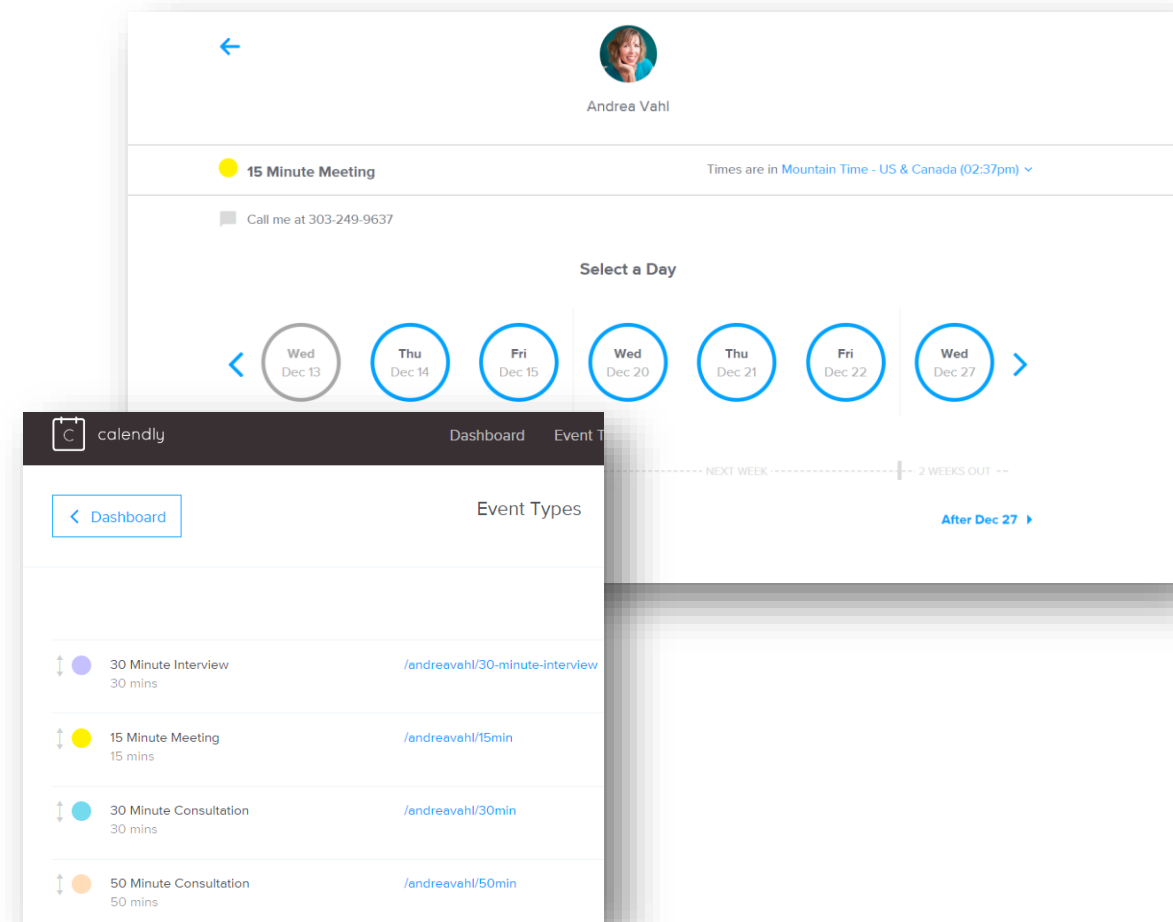 Andrea Vahl
15 Minute Meeting
Times are in Mountain Time - US & Canada (02:37pm)
Call me at 303-249-9637
Select a Day
Wed Thu Fri Wed Thu Fri Wed
Dec 13 Dec 14 Dec 15 Dec 20 Dec 21 Dec 22 Dec 27
NEXT WEEK 2 WEEKS OUT
After Dec 27
C calendly Dashboard Event T
Dashboard
Event Types
30 Minute Interview /andreavahl/30-minute-interview
30 mins
15 Minute Meeting /andreavahl/15min
15 mins
30 Minute Consultation /andreavahl/30min
30 mins
50 Minute Consultation /andreavahl/50min
50 mins